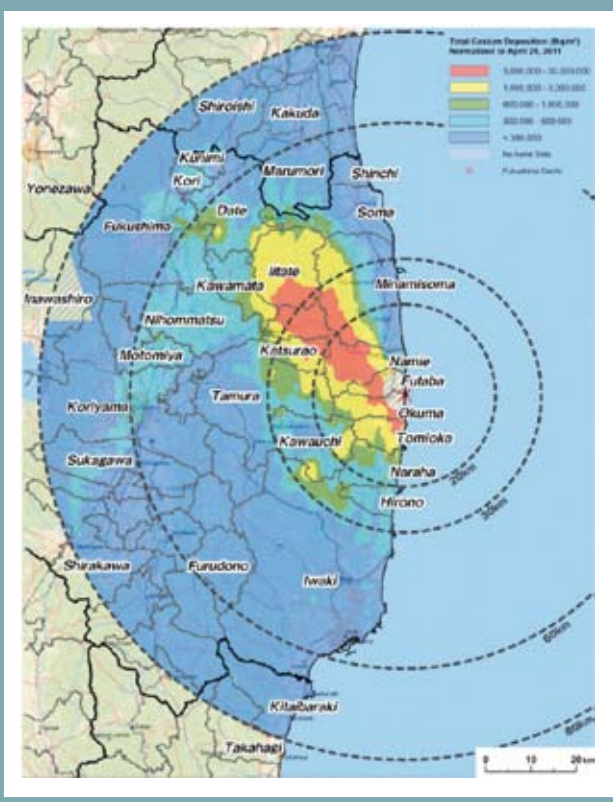 Total Cesium Deposition (Bq/m²)
Normalized to April 29, 2011
3,000,000 - 30,000,000
1,000,000 - 3,000,000
600,000 - 1,000,000
300,000 - 600,000
< 300,000
No Aerial Data
Fukushima Daiichi
Shiroishi
Kakuda
Kunimi
Kori
Marumori
Shinchi
Yonezawa
Date
Soma
Fukushima
Iitate
Kawamata
Minamisoma
Inawashiro
Nihommatsu
Motomiya
Katsurao
Namie
Futaba
Koriyama
Tamura
Okuma
Kawauchi
Tomioka
Sukagawa
Naraha
20km
30km
Hirono
Shirakawa
Furudono
Iwaki
60km
80km
Kitaibaraki
Takahagi
0 10 20 km